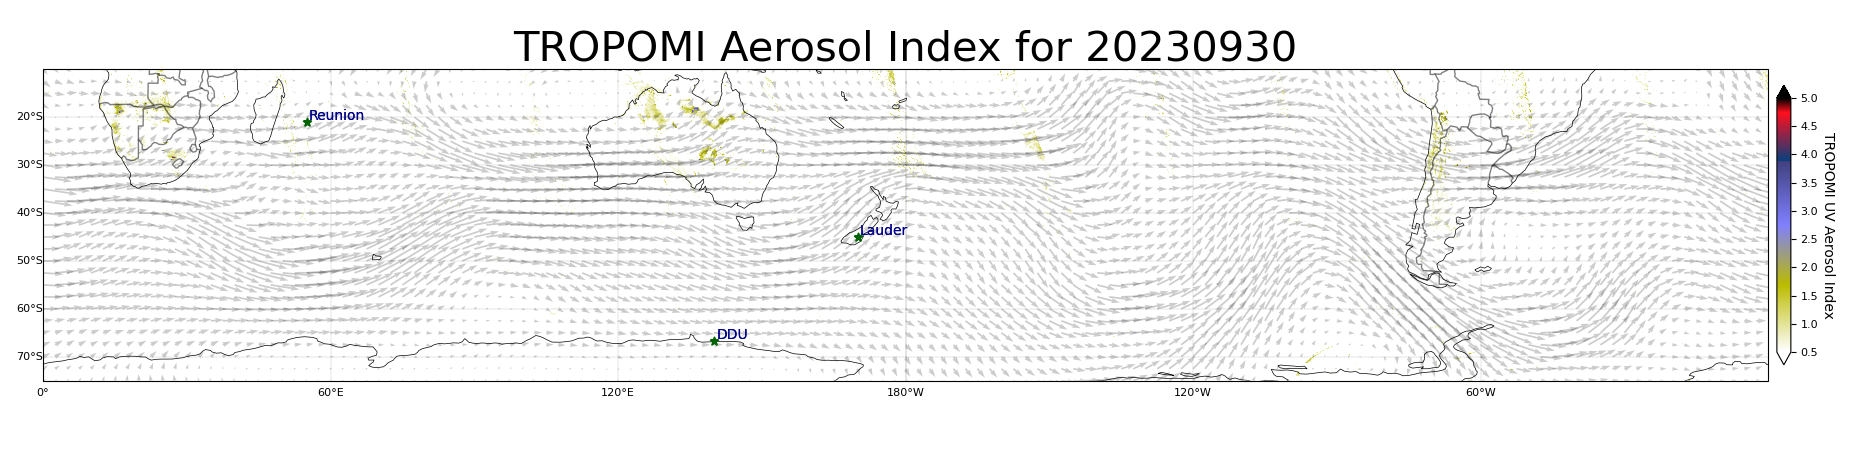 TROPOMI Aerosol Index for 20230930
20°S
30°S
40°S
50°S
60°S
70°S
0°
60°E
120°E
180°W
120°W
60°W
Reunion
Lauder
DDU
5.0
4.5
4.0
3.5
3.0
2.5
2.0
1.5
1.0
0.5
TROPOMI UV Aerosol Index